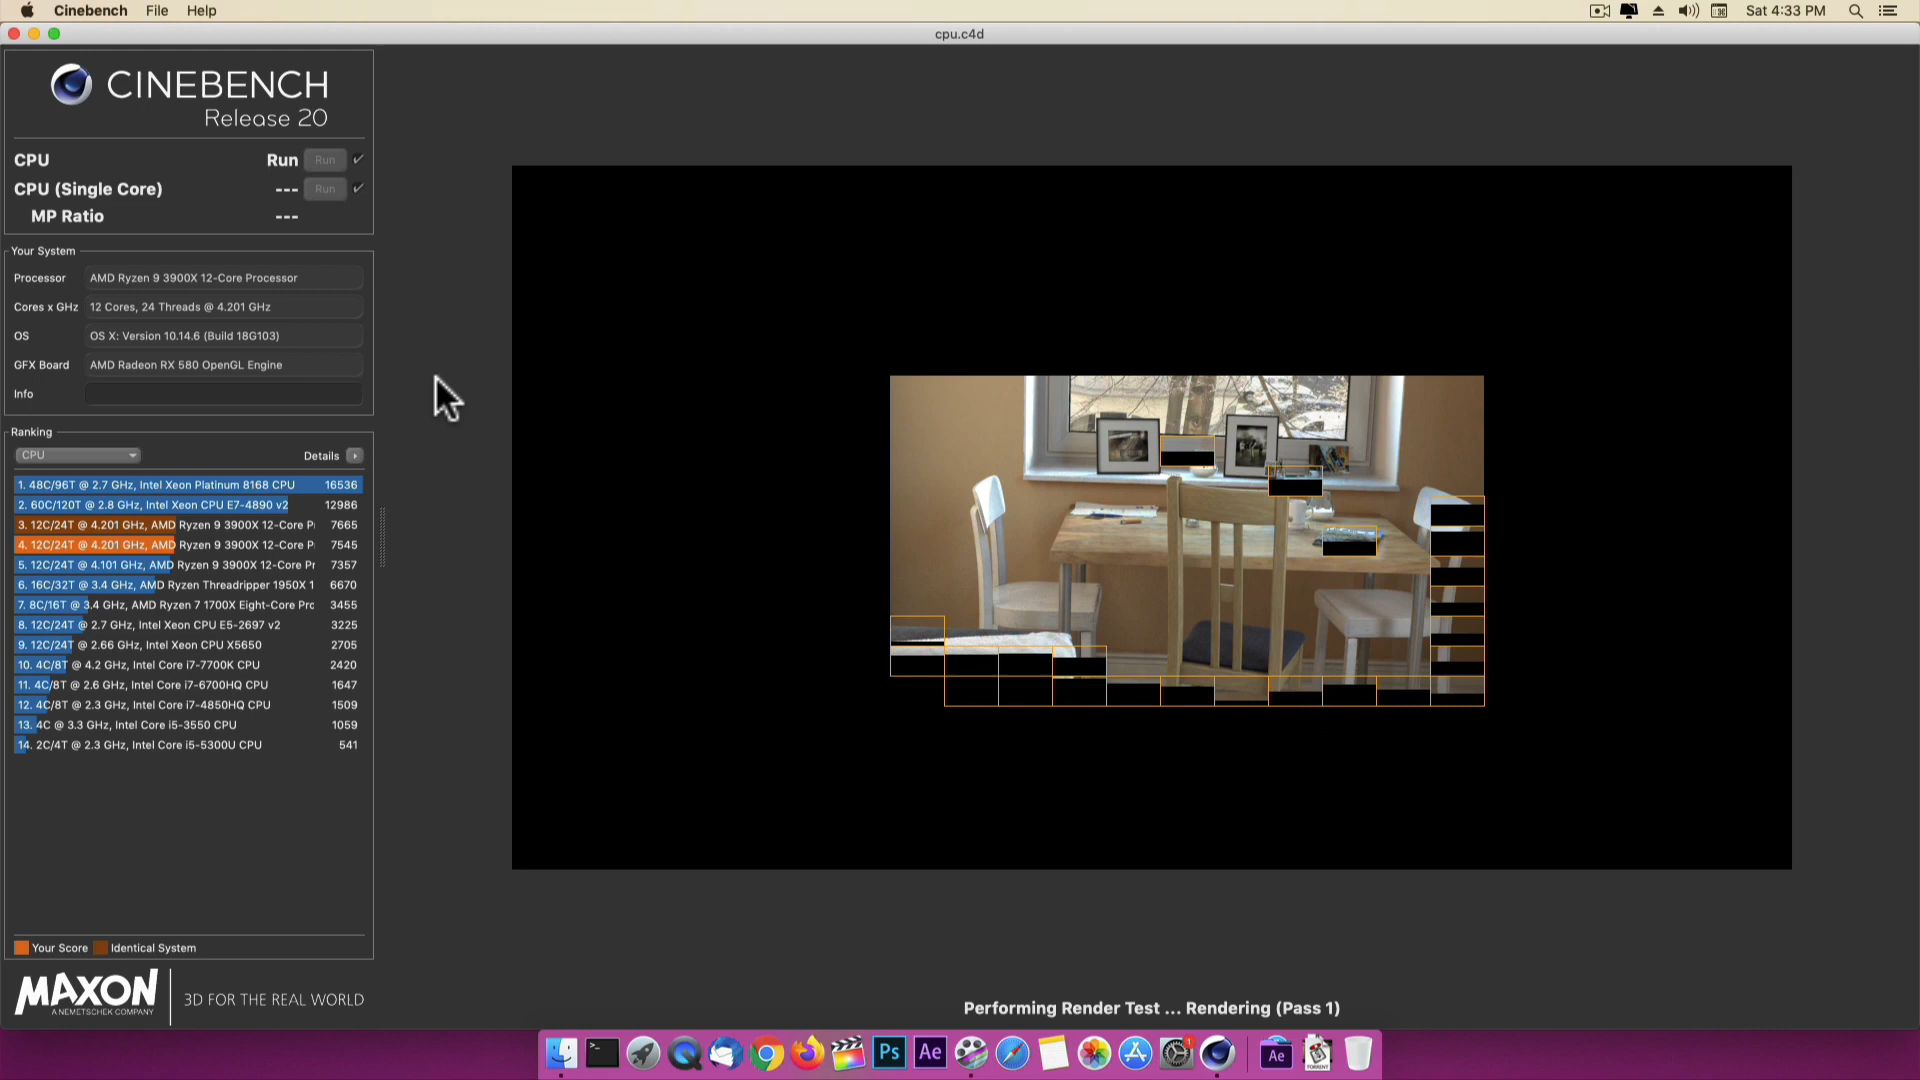 Cinebench File Help
Sat 4:33 PM
cpu.c4d
CINEBENCH
Release 20
CPU Run Run
CPU (Single Core) --- Run
MP Ratio ---
Your System
Processor AMD Ryzen 9 3900X 12-Core Processor
Cores x GHz 12 Cores, 24 Threads @ 4.201 GHz
OS OS X: Version 10.14.6 (Build 18G103)
GFX Board AMD Radeon RX 580 OpenGL Engine
Info
Ranking
CPU Details
1. 48C/96T @ 2.7 GHz, Intel Xeon Platinum 8168 CPU 16536
2. 60C/120T @ 2.8 GHz, Intel Xeon CPU E7-4890 v2 12986
3. 12C/24T @ 4.201 GHz, AMD Ryzen 9 3900X 12-Core P 7665
4. 12C/24T @ 4.201 GHz, AMD Ryzen 9 3900X 12-Core P 7545
5. 12C/24T @ 4.101 GHz, AMD Ryzen 9 3900X 12-Core Pr 7357
6. 16C/32T @ 3.4 GHz, AMD Ryzen Threadripper 1950X 1 6670
7. 8C/16T @ 3.4 GHz, AMD Ryzen 7 1700X Eight-Core Prc 3455
8. 12C/24T @ 2.7 GHz, Intel Xeon CPU E5-2697 v2 3225
9. 12C/24T @ 2.66 GHz, Intel Xeon CPU X5650 2705
10. 4C/8T @ 4.2 GHz, Intel Core i7-7700K CPU 2420
11. 4C/8T @ 2.6 GHz, Intel Core i7-6700HQ CPU 1647
12. 4C/8T @ 2.3 GHz, Intel Core i7-4850HQ CPU 1509
13. 4C @ 3.3 GHz, Intel Core i5-3550 CPU 1059
14. 2C/4T @ 2.3 GHz, Intel Core i5-5300U CPU 541
Your Score Identical System
MAXON
A NEMETSCHEK COMPANY
3D FOR THE REAL WORLD
Performing Render Test ... Rendering (Pass 1)
Ps Ae 1 Ae TORRENT